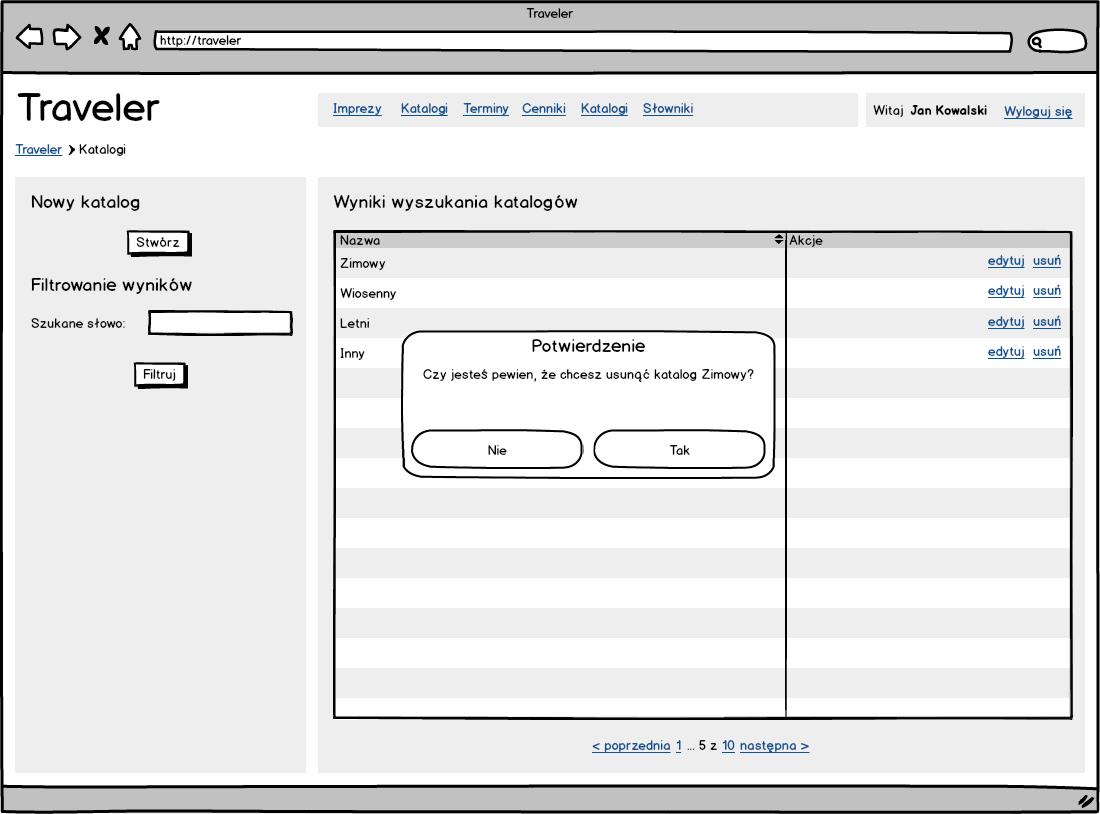 Traveler
http://traveler
Traveler
Imprezy Katalogi Terminy Cenniki Katalogi Słowniki
Witaj Jan Kowalski Wyloguj się
Traveler > Katalogi
Nowy katalog
Stwórz
Filtrowanie wyników
Szukane słowo:
Filtruj
Wyniki wyszukania katalogów
Nazwa Akcje
Zimowy edytuj usuń
Wiosenny edytuj usuń
Letni edytuj usuń
Inny edytuj usuń
Potwierdzenie
Czy jesteś pewien, że chcesz usunąć katalog Zimowy?
Nie Tak
< poprzednia 1 ... 5 z 10 następna >